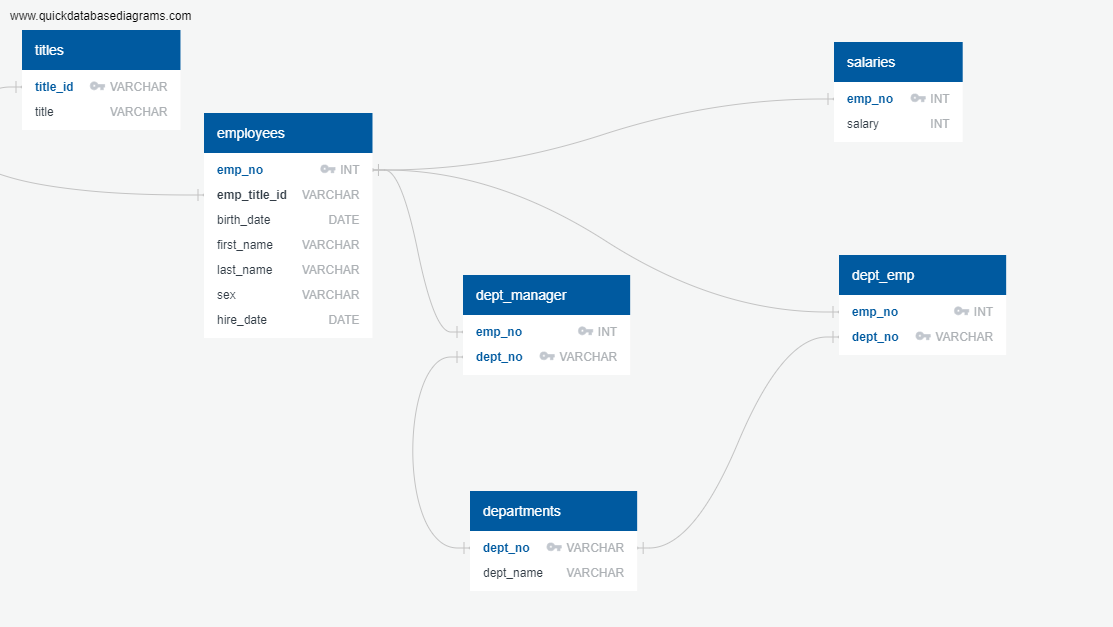 www.quickdatabasediagrams.com
titles
title_id VARCHAR
title VARCHAR
employees
emp_no INT
emp_title_id VARCHAR
birth_date DATE
first_name VARCHAR
last_name VARCHAR
sex VARCHAR
hire_date DATE
salaries
emp_no INT
salary INT
dept_manager
emp_no INT
dept_no VARCHAR
dept_emp
emp_no INT
dept_no VARCHAR
departments
dept_no VARCHAR
dept_name VARCHAR